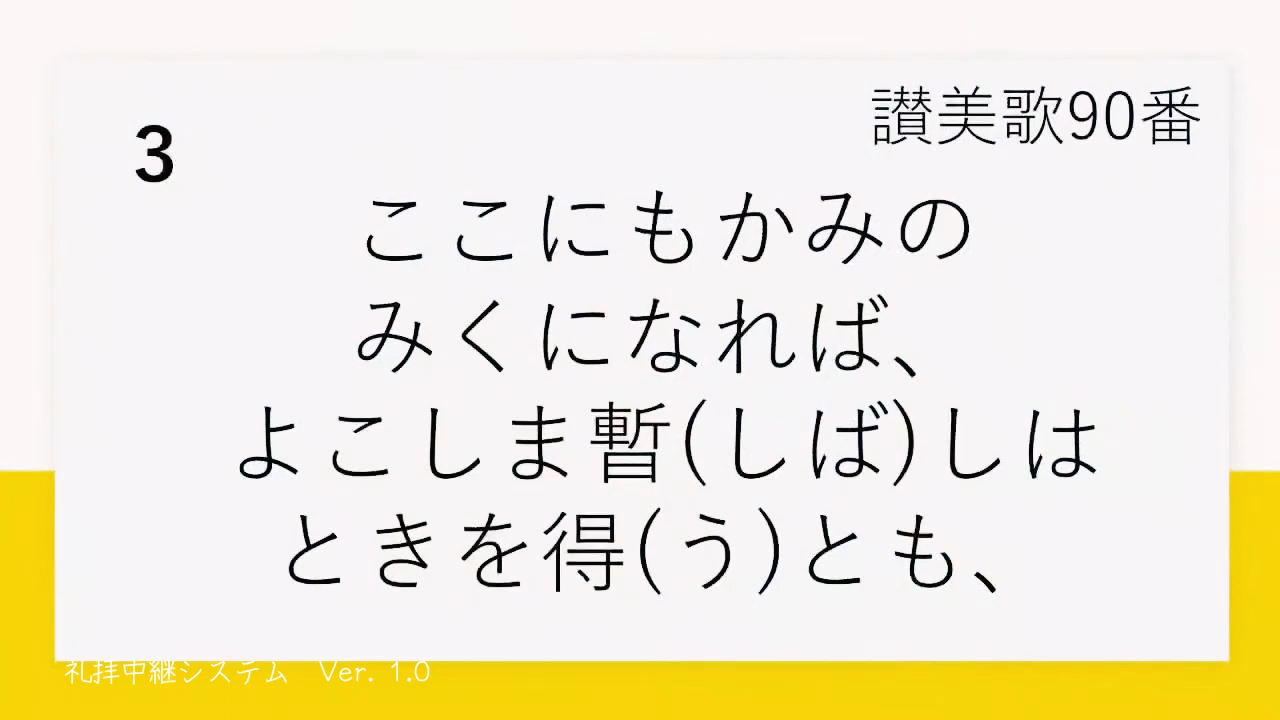 讃美歌90番
3
ここにもかみの
みくになれば、
よこしま暫(しば)しは
ときを得(う)とも、
礼拝中継システム　Ver. 1.0